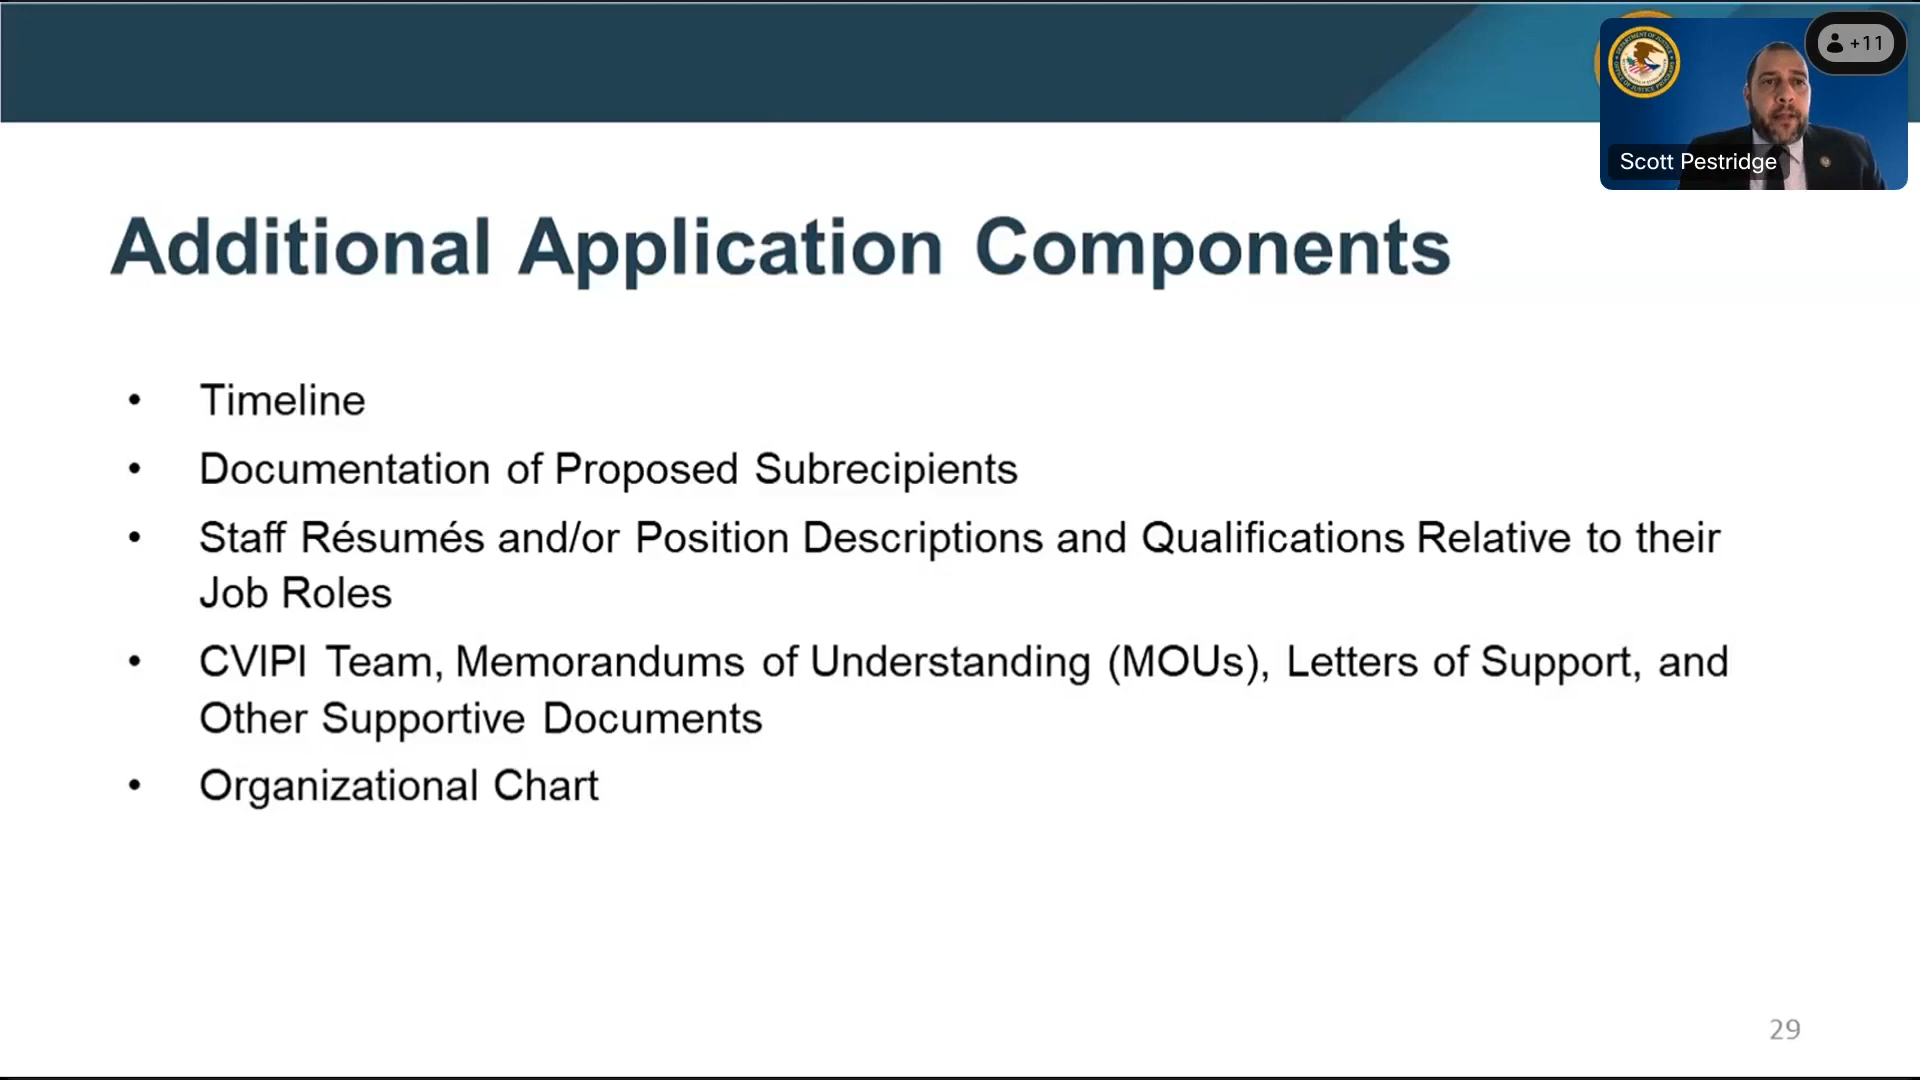 +11
Scott Pestridge
Additional Application Components
• Timeline
• Documentation of Proposed Subrecipients
• Staff Résumés and/or Position Descriptions and Qualifications Relative to their
Job Roles
• CVIPI Team, Memorandums of Understanding (MOUs), Letters of Support, and
Other Supportive Documents
• Organizational Chart
29